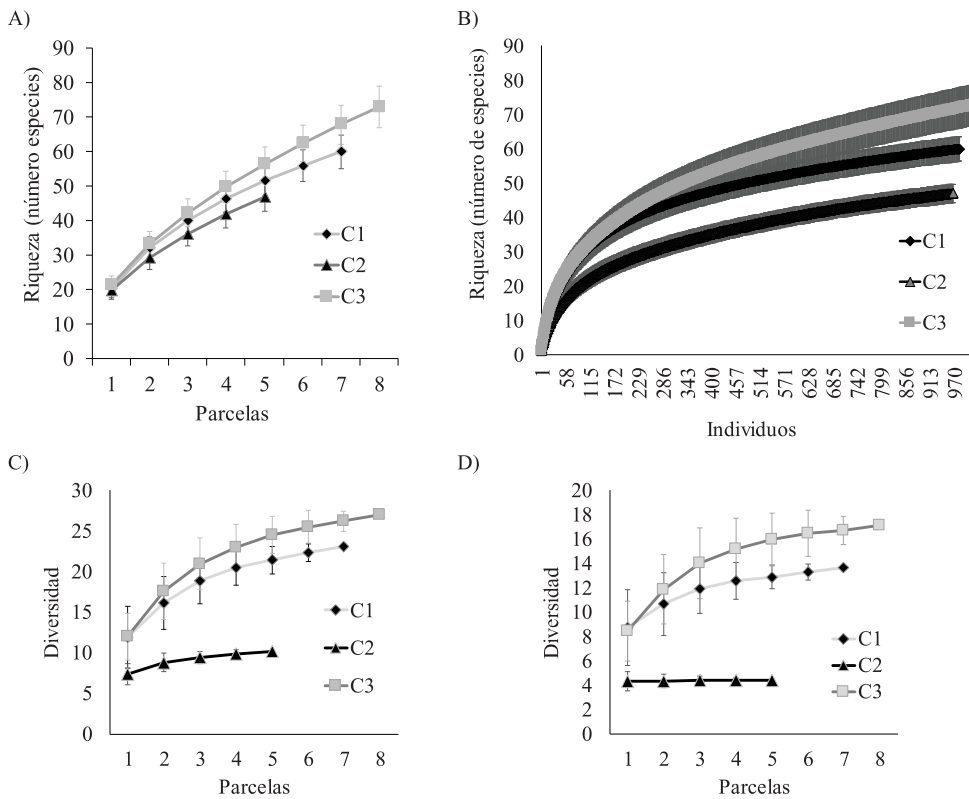 A)
Riqueza (número especies)
90
80
70
60
50
40
30
20
10
0
1 2 3 4 5 6 7 8
Parcelas
C1
C2
C3
B)
Riqueza (número de especies)
90
80
70
60
50
40
30
20
10
0
1 58 115 172 229 286 343 400 457 514 571 628 685 742 799 856 913 970
Individuos
C1
C2
C3
C)
Diversidad
30
25
20
15
10
5
0
1 2 3 4 5 6 7 8
Parcelas
C1
C2
C3
D)
Diversidad
20
18
16
14
12
10
8
6
4
2
0
1 2 3 4 5 6 7 8
Parcelas
C1
C2
C3